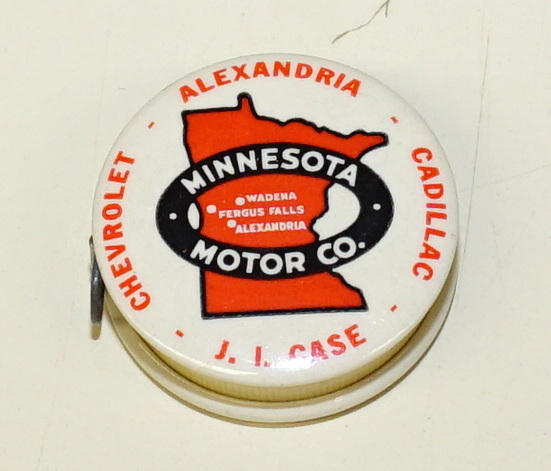 ALEXANDRIA
- CADILLAC -
J. I. CASE
- CHEVROLET -
MINNESOTA
WADENA
FERGUS FALLS
ALEXANDRIA
MOTOR CO.